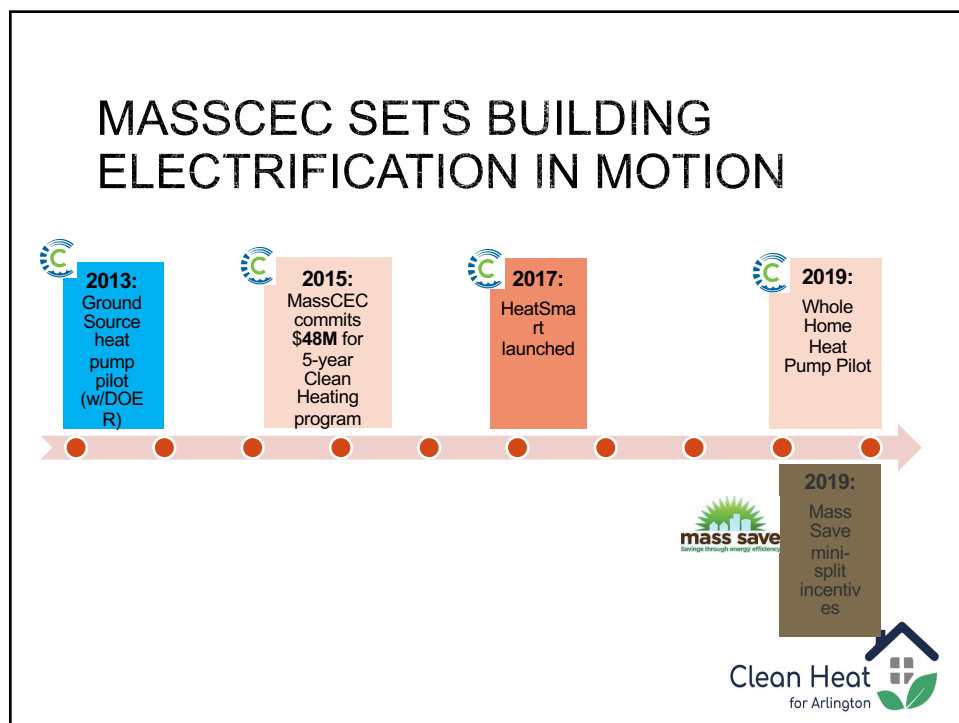 MASSCEC SETS BUILDING
ELECTRIFICATION IN MOTION
2013:
Ground
Source
heat
pump
pilot
(w/DOE
R)
2015:
MassCEC
commits
$48M for
5-year
Clean
Heating
program
2017:
HeatSma
rt
launched
2019:
Whole
Home
Heat
Pump Pilot
mass save
Savings through energy efficiency
2019:
Mass
Save
mini-
split
incentiv
es
Clean Heat
for Arlington